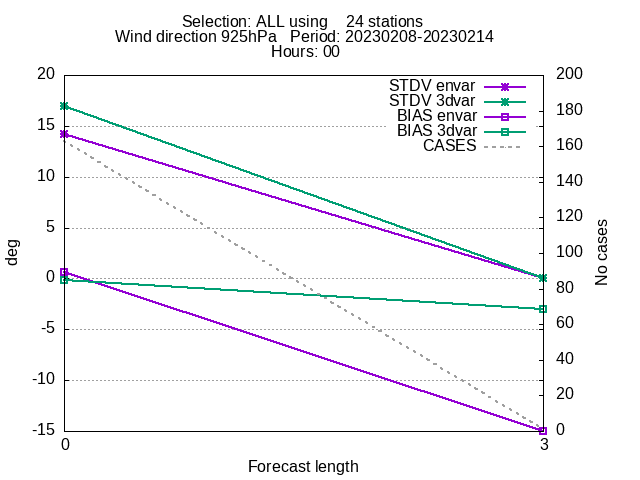 Selection: ALL using    24 stations
Wind direction 925hPa   Period: 20230208-20230214
Hours: 00
STDV envar
STDV 3dvar
BIAS envar
BIAS 3dvar
CASES
20
15
10
5
0
-5
-10
-15
200
180
160
140
120
100
80
60
40
20
0
deg
No cases
0
3
Forecast length